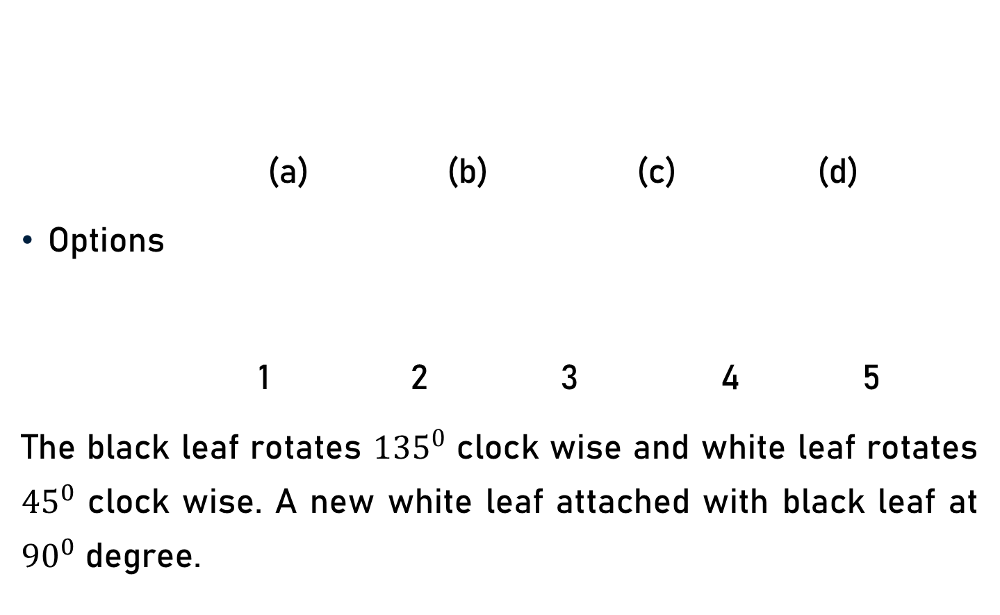 (a) (b) (c) (d)
• Options
1 2 3 4 5
The black leaf rotates 135⁰ clock wise and white leaf rotates
45⁰ clock wise. A new white leaf attached with black leaf at
90⁰ degree.